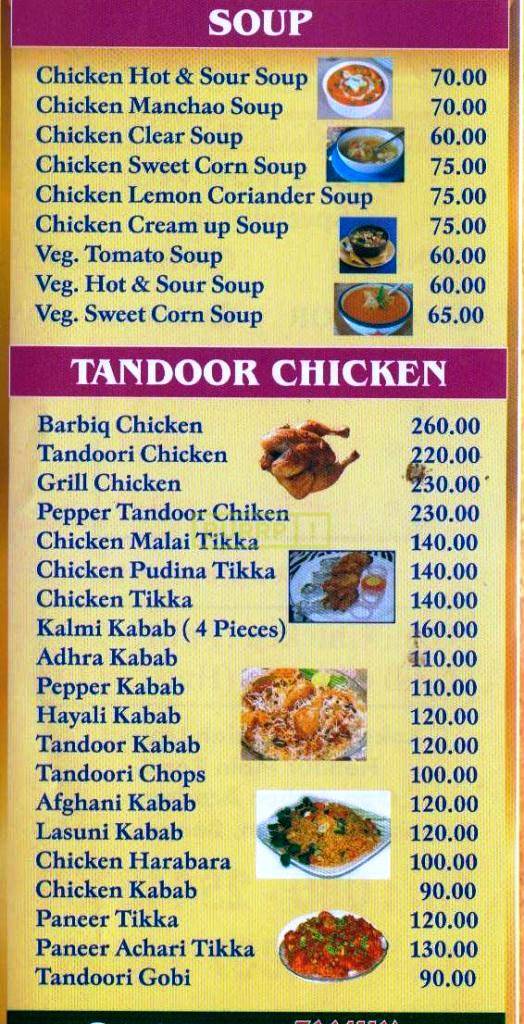 SOUP
Chicken Hot & Sour Soup 70.00
Chicken Manchao Soup 70.00
Chicken Clear Soup 60.00
Chicken Sweet Corn Soup 75.00
Chicken Lemon Coriander Soup 75.00
Chicken Cream up Soup 75.00
Veg. Tomato Soup 60.00
Veg. Hot & Sour Soup 60.00
Veg. Sweet Corn Soup 65.00
TANDOOR CHICKEN
Barbiq Chicken 260.00
Tandoori Chicken 220.00
Grill Chicken 230.00
Pepper Tandoor Chiken 230.00
Chicken Malai Tikka 140.00
Chicken Pudina Tikka 140.00
Chicken Tikka 140.00
Kalmi Kabab ( 4 Pieces) 160.00
Adhra Kabab 110.00
Pepper Kabab 110.00
Hayali Kabab 120.00
Tandoor Kabab 120.00
Tandoori Chops 100.00
Afghani Kabab 120.00
Lasuni Kabab 120.00
Chicken Harabara 100.00
Chicken Kabab 90.00
Paneer Tikka 120.00
Paneer Achari Tikka 130.00
Tandoori Gobi 90.00